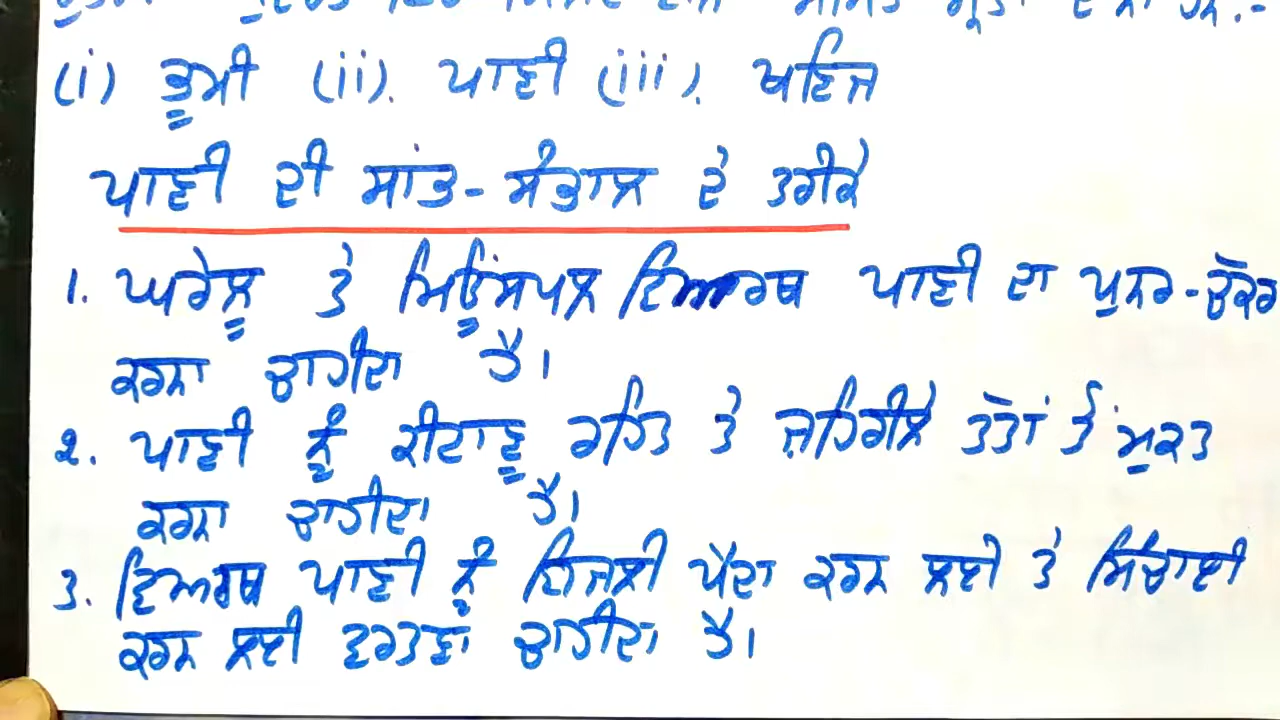 (i) ਭੂਮੀ (ii). ਪਾਣੀ (iii). ਖਣਿਜ
ਪਾਣੀ ਦੀ ਸਾਂਭ-ਸੰਭਾਲ ਦੇ ਤਰੀਕੇ
1. ਘਰੇਲੂ ਤੇ ਮਿਊਂਸਪਲ ਵਿਅਰਥ ਪਾਣੀ ਦਾ ਪੁਨਰ-ਚੱਕਰ
ਕਰਨਾ ਚਾਹੀਦਾ ਹੈ।
2. ਪਾਣੀ ਨੂੰ ਕੀਟਾਣੂ ਰਹਿਤ ਤੇ ਜ਼ਹਿਰੀਲੇ ਤੱਤਾਂ ਤੋਂ ਮੁਕਤ
ਕਰਨਾ ਚਾਹੀਦਾ ਹੈ।
3. ਵਿਅਰਥ ਪਾਣੀ ਨੂੰ ਬਿਜਲੀ ਪੈਦਾ ਕਰਨ ਲਈ ਤੇ ਸਿੰਚਾਈ
ਕਰਨ ਲਈ ਵਰਤਣਾ ਚਾਹੀਦਾ ਹੈ।